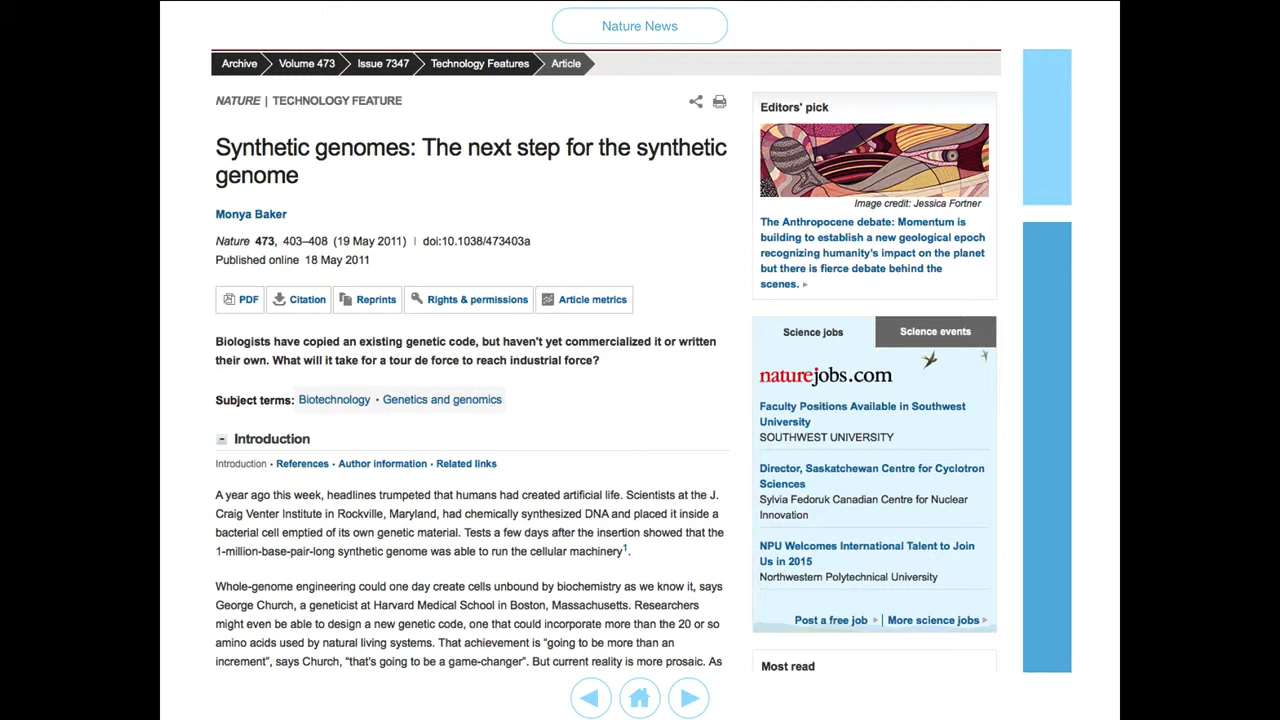 Nature News
Archive
Volume 473
Issue 7347
Technology Features
Article
NATURE | TECHNOLOGY FEATURE
Synthetic genomes: The next step for the synthetic
genome
Monya Baker
Nature 473, 403–408 (19 May 2011) | doi:10.1038/473403a
Published online 18 May 2011
PDF
Citation
Reprints
Rights & permissions
Article metrics
Biologists have copied an existing genetic code, but haven't yet commercialized it or written
their own. What will it take for a tour de force to reach industrial force?
Subject terms: Biotechnology • Genetics and genomics
- Introduction
Introduction • References • Author information • Related links
A year ago this week, headlines trumpeted that humans had created artificial life. Scientists at the J.
Craig Venter Institute in Rockville, Maryland, had chemically synthesized DNA and placed it inside a
bacterial cell emptied of its own genetic material. Tests a few days after the insertion showed that the
1-million-base-pair-long synthetic genome was able to run the cellular machinery1.
Whole-genome engineering could one day create cells unbound by biochemistry as we know it, says
George Church, a geneticist at Harvard Medical School in Boston, Massachusetts. Researchers
might even be able to design a new genetic code, one that could incorporate more than the 20 or so
amino acids used by natural living systems. That achievement is “going to be more than an
increment”, says Church, “that’s going to be a game-changer”. But current reality is more prosaic. As
Editors' pick
Image credit: Jessica Fortner
The Anthropocene debate: Momentum is
building to establish a new geological epoch
recognizing humanity’s impact on the planet
but there is fierce debate behind the
scenes.
Science jobs
Science events
naturejobs.com
Faculty Positions Available in Southwest
University
SOUTHWEST UNIVERSITY
Director, Saskatchewan Centre for Cyclotron
Sciences
Sylvia Fedoruk Canadian Centre for Nuclear
Innovation
NPU Welcomes International Talent to Join
Us in 2015
Northwestern Polytechnical University
Post a free job | More science jobs
Most read